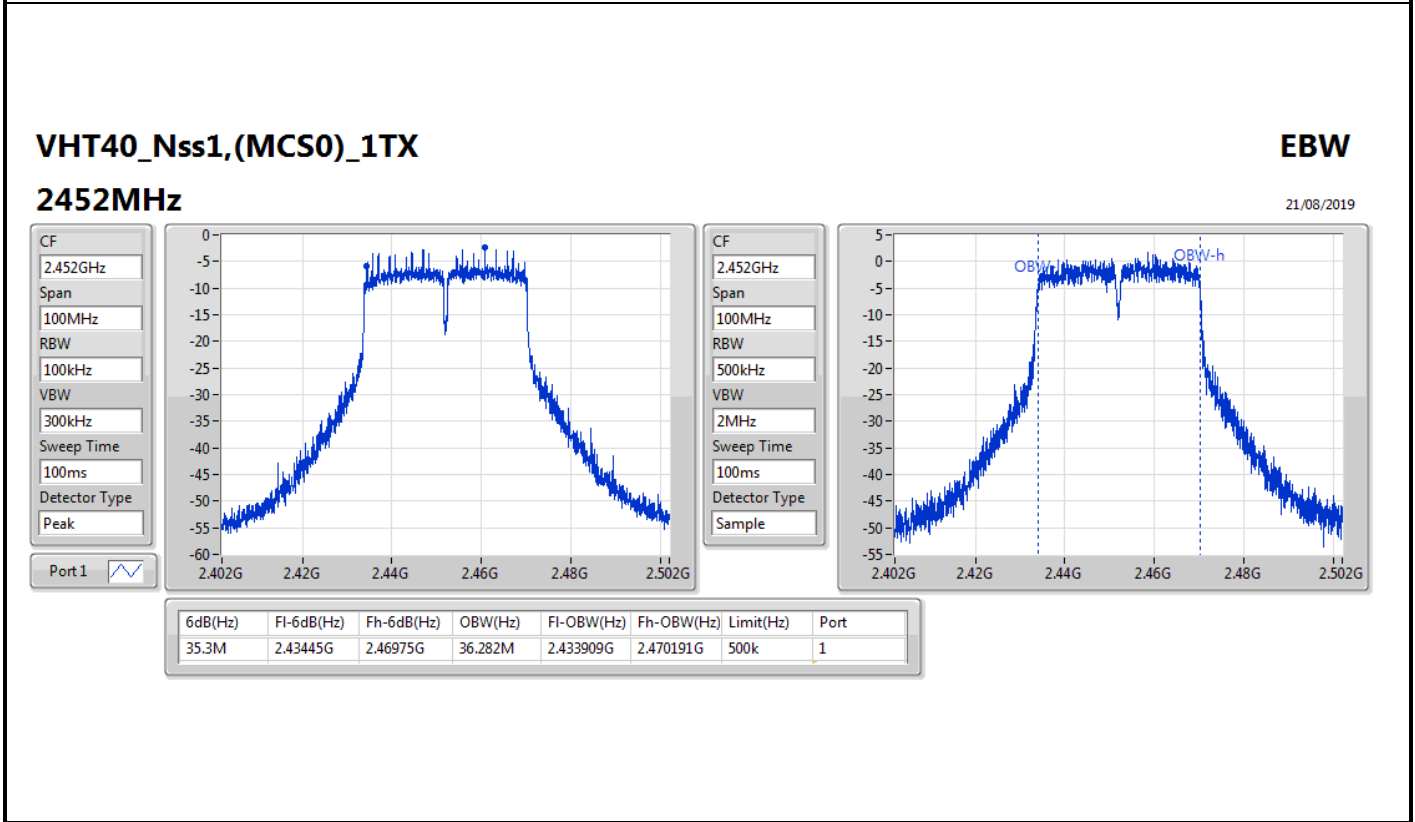 VHT40_Nss1,(MCS0)_1TX
EBW
2452MHz
21/08/2019
CF
2.452GHz
Span
100MHz
RBW
100kHz
VBW
300kHz
Sweep Time
100ms
Detector Type
Peak
Port 1
0
-5
-10
-15
-20
-25
-30
-35
-40
-45
-50
-55
-60
2.402G 2.42G 2.44G 2.46G 2.48G 2.502G
CF
2.452GHz
Span
100MHz
RBW
500kHz
VBW
2MHz
Sweep Time
100ms
Detector Type
Sample
5
0
-5
-10
-15
-20
-25
-30
-35
-40
-45
-50
-55
OBW-h
2.402G 2.42G 2.44G 2.46G 2.48G 2.502G
6dB(Hz) Fl-6dB(Hz) Fh-6dB(Hz) OBW(Hz) Fl-OBW(Hz) Fh-OBW(Hz) Limit(Hz) Port
35.3M 2.43445G 2.46975G 36.282M 2.433909G 2.470191G 500k 1